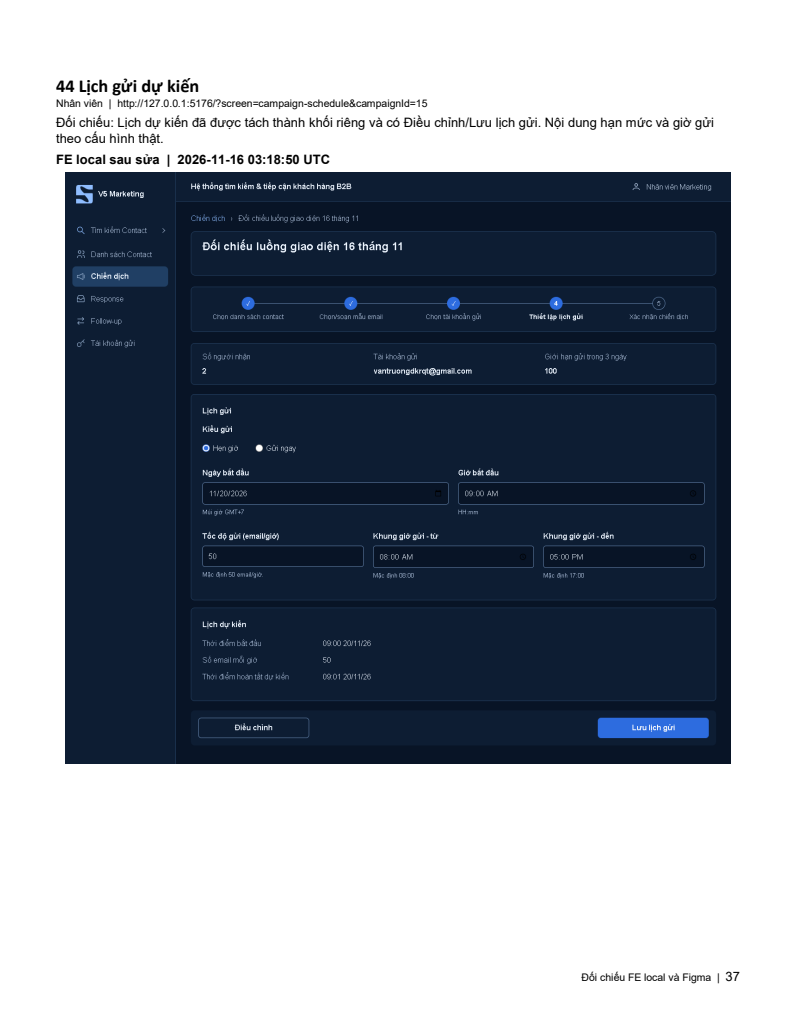 44 Lịch gửi dự kiến
Nhân viên | http://127.0.0.1:5176/?screen=campaign-schedule&campaignId=15
Đối chiếu: Lịch dự kiến đã được tách thành khối riêng và có Điều chỉnh/Lưu lịch gửi. Nội dung hạn mức và giờ gửi
theo cấu hình thật.
FE local sau sửa | 2026-11-16 03:18:50 UTC
V5 Marketing
Hệ thống tìm kiếm & tiếp cận khách hàng B2B
Nhân viên Marketing
Tìm kiếm Contact
Danh sách Contact
Chiến dịch
Response
Follow-up
Tài khoản gửi
Chiến dịch › Đối chiếu luồng giao diện 16 tháng 11
Đối chiếu luồng giao diện 16 tháng 11
4 5
Chọn danh sách contact Chọn/soạn mẫu email Chọn tài khoản gửi Thiết lập lịch gửi Xác nhận chiến dịch
Số người nhận Tài khoản gửi Giới hạn gửi trong 3 ngày
2 vantruongdkrqt@gmail.com 100
Lịch gửi
Kiểu gửi
Hẹn giờ Gửi ngay
Ngày bắt đầu Giờ bắt đầu
11/20/2026 09:00 AM
Múi giờ GMT+7 HH:mm
Tốc độ gửi (email/giờ) Khung giờ gửi - từ Khung giờ gửi - đến
50 08:00 AM 05:00 PM
Mặc định 50 email/giờ. Mặc định 08:00 Mặc định 17:00
Lịch dự kiến
Thời điểm bắt đầu 09:00 20/11/26
Số email mỗi giờ 50
Thời điểm hoàn tất dự kiến 09:01 20/11/26
Điều chỉnh Lưu lịch gửi
Đối chiếu FE local và Figma | 37